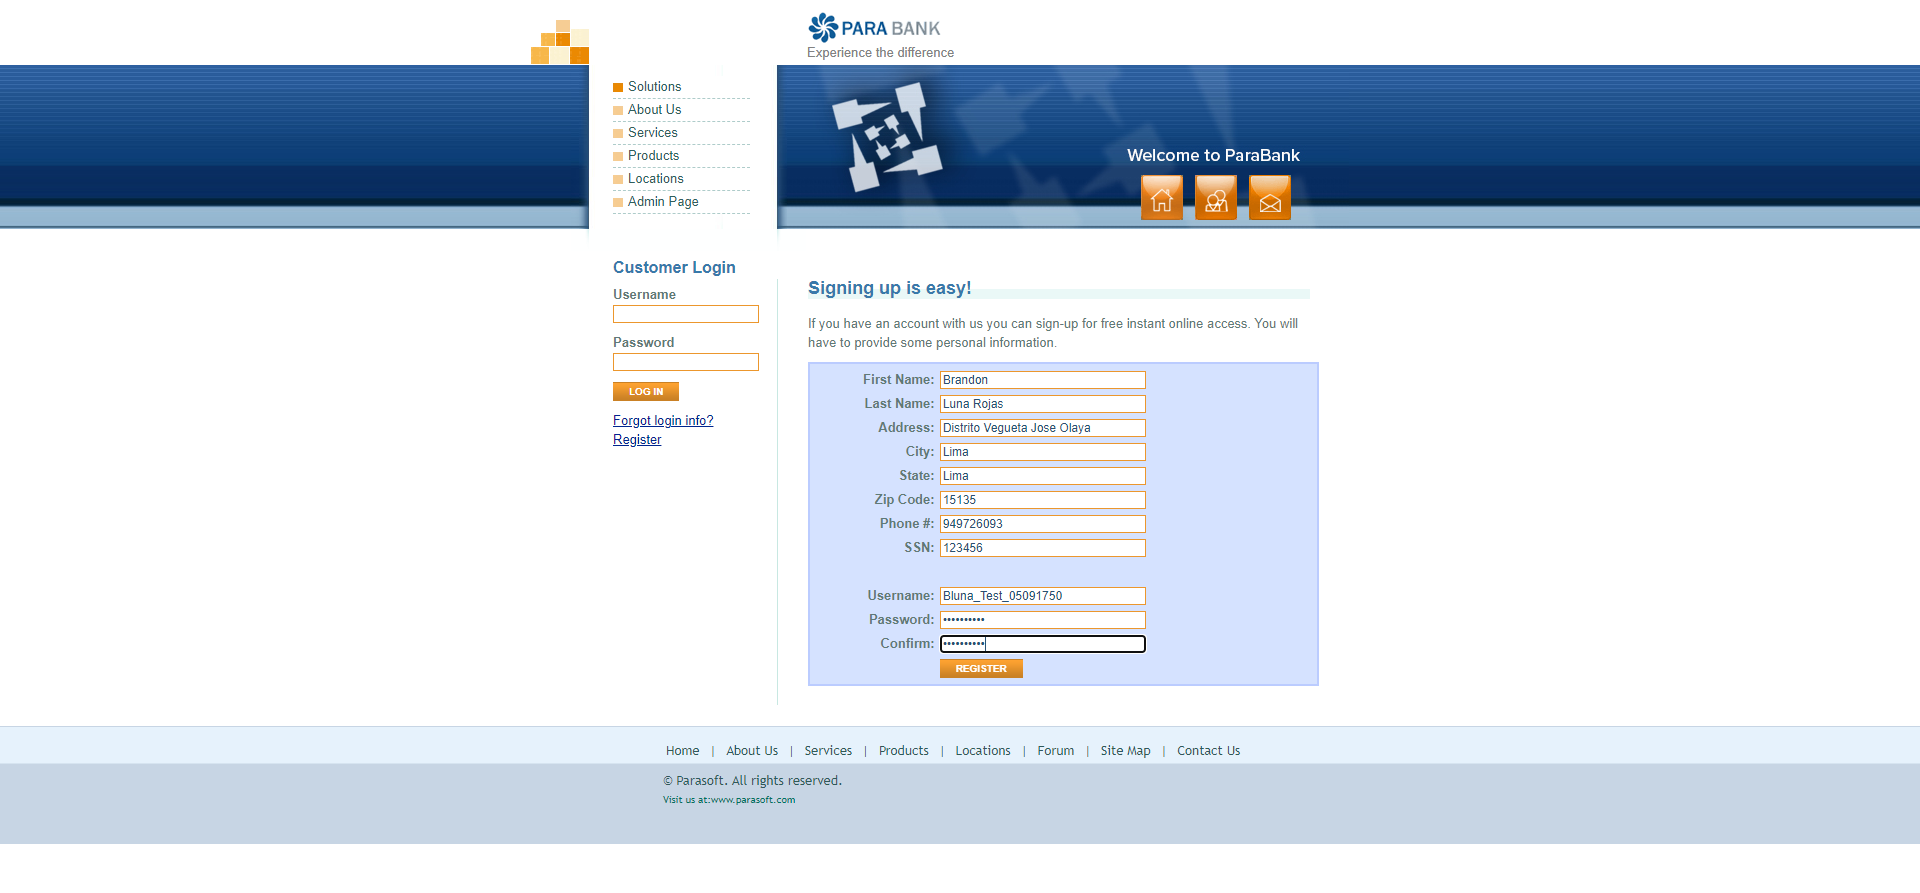 PARA BANK
Experience the difference
Solutions
About Us
Services
Products
Locations
Admin Page
Welcome to ParaBank
Customer Login
Username
Password
LOG IN
Forgot login info?
Register
Signing up is easy!
If you have an account with us you can sign-up for free instant online access. You will
have to provide some personal information.
First Name: Brandon
Last Name: Luna Rojas
Address: Distrito Vegueta Jose Olaya
City: Lima
State: Lima
Zip Code: 15135
Phone #: 949726093
SSN: 123456
Username: Bluna_Test_05091750
Password: ••••••••••
Confirm: ••••••••••
REGISTER
Home | About Us | Services | Products | Locations | Forum | Site Map | Contact Us
© Parasoft. All rights reserved.
Visit us at:www.parasoft.com